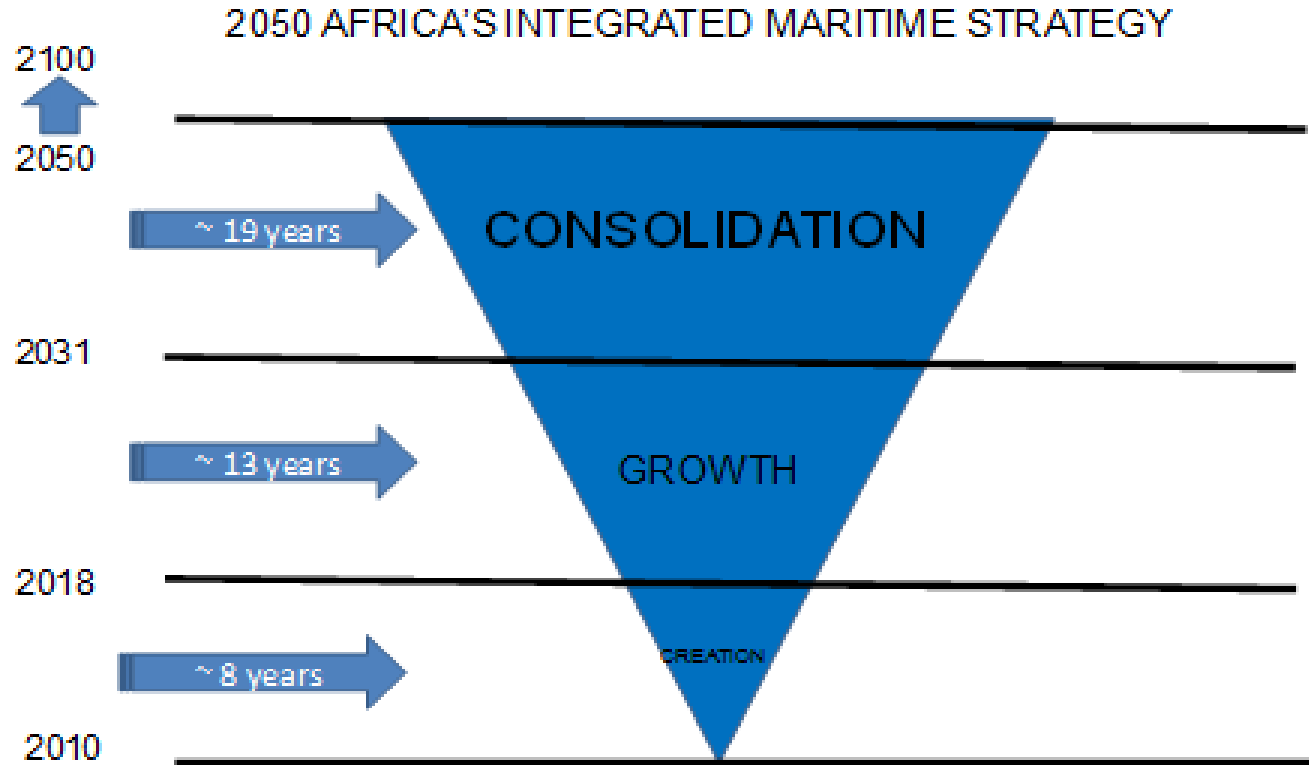 2050 AFRICA'S INTEGRATED MARITIME STRATEGY
2100
2050
~ 19 years
CONSOLIDATION
2031
~ 13 years
GROWTH
2018
CREATION
~ 8 years
2010